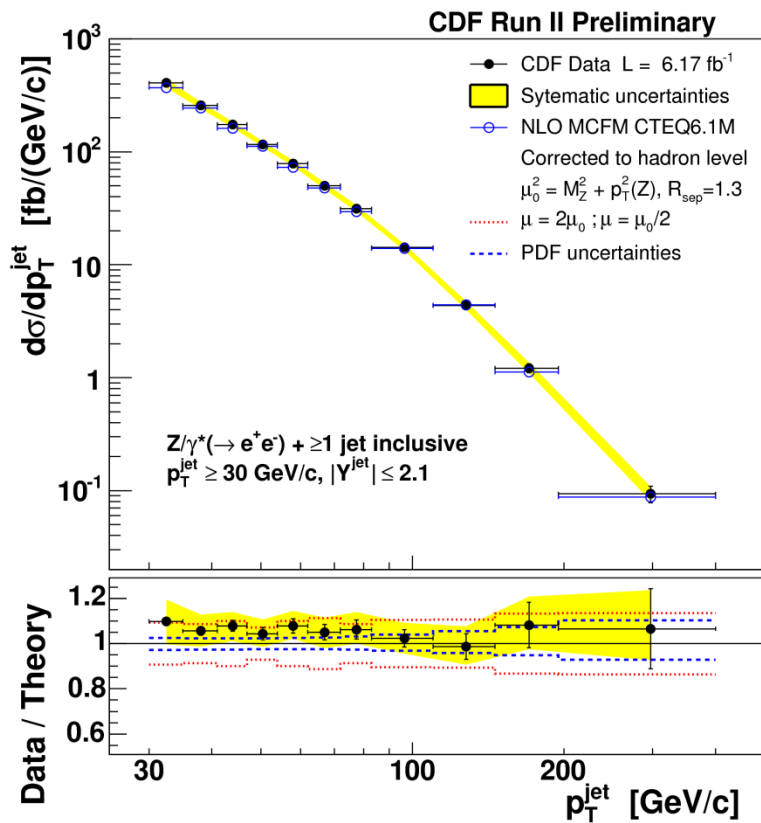 CDF Run II Preliminary
CDF Data L = 6.17 fb⁻¹
Sytematic uncertainties
NLO MCFM CTEQ6.1M
Corrected to hadron level
μ₀² = M_Z² + p_T²(Z), R_sep=1.3
μ = 2μ₀ ; μ = μ₀/2
PDF uncertainties
dσ/dp_T^jet [fb/(GeV/c)]
10³
10²
10
1
10⁻¹
Z/γ*(→ e⁺e⁻) + ≥1 jet inclusive
p_T^jet ≥ 30 GeV/c, |Y^jet| ≤ 2.1
Data / Theory
1.2
1
0.8
0.6
30 100 200
p_T^jet [GeV/c]